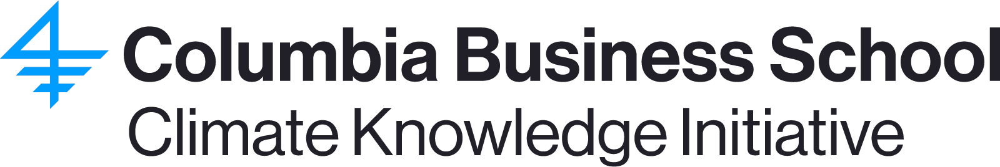 Columbia Business School
Climate Knowledge Initiative